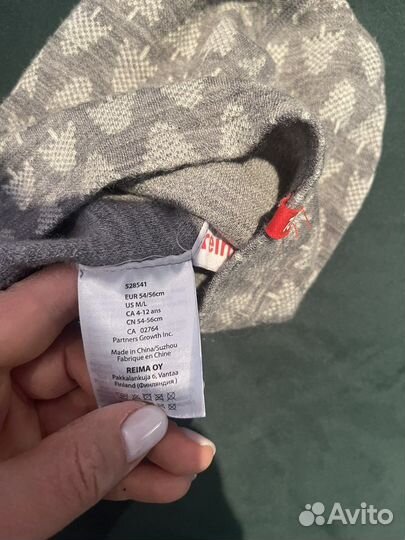 reima
528541
EUR 54/56cm
US M/L
CA 4-12 ans
CN 54-56cm
CA 02764
Partners Growth Inc.
Made in China/Suzhou
Fabriqué en Chine
REIMA OY
Pakkalankuja 6, Vantaa
Finland (Финляндия)
Avito